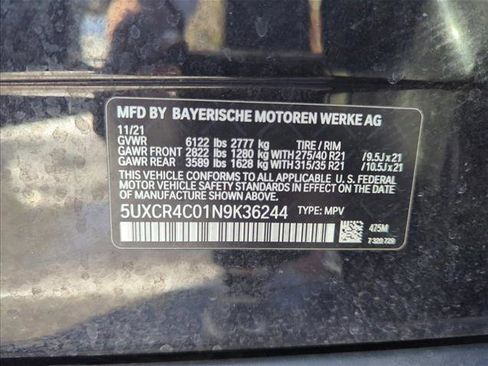 MFD BY BAYERISCHE MOTOREN WERKE AG
11/21
GVWR 6122 lbs 2777 kg TIRE / RIM
GAWR FRONT 2822 lbs 1280 kg WITH 275/40 R21 / 9.5J x 21
GAWR REAR 3589 lbs 1628 kg WITH 315/35 R21 / 10.5J x 21
THIS VEHICLE CONFORMS TO ALL APPLICABLE U. S. FEDERAL
MOTOR VEHICLE SAFETY STANDARDS IN EFFECT
ON THE DATE OF MANUFACTURE SHOWN ABOVE.
5UXCR4C01N9K36244 TYPE: MPV
475M
7 320 729